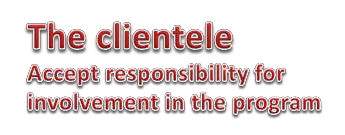 The clientele
Accept responsibility for
involvement in the program